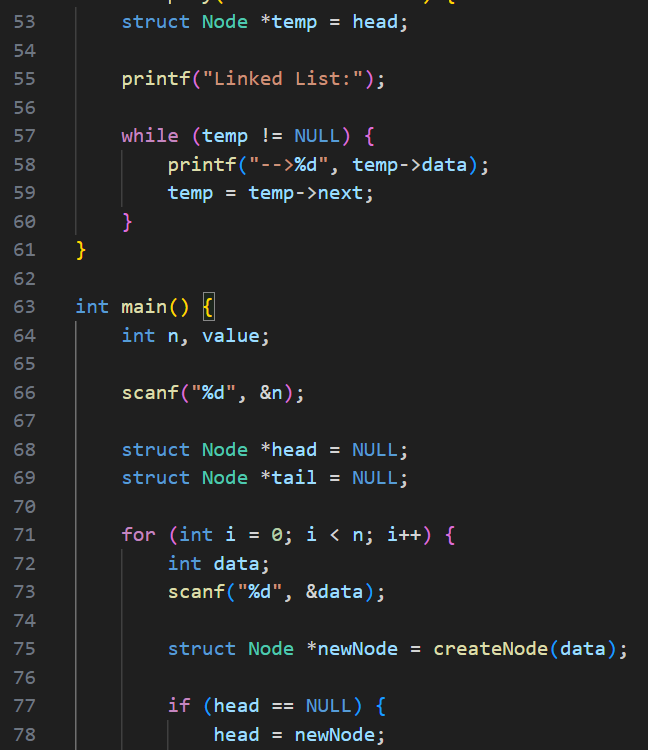 53 struct Node *temp = head;
54
55 printf("Linked List:");
56
57 while (temp != NULL) {
58 printf("-->%d", temp->data);
59 temp = temp->next;
60 }
61 }
62
63 int main() {
64 int n, value;
65
66 scanf("%d", &n);
67
68 struct Node *head = NULL;
69 struct Node *tail = NULL;
70
71 for (int i = 0; i < n; i++) {
72 int data;
73 scanf("%d", &data);
74
75 struct Node *newNode = createNode(data);
76
77 if (head == NULL) {
78 head = newNode;